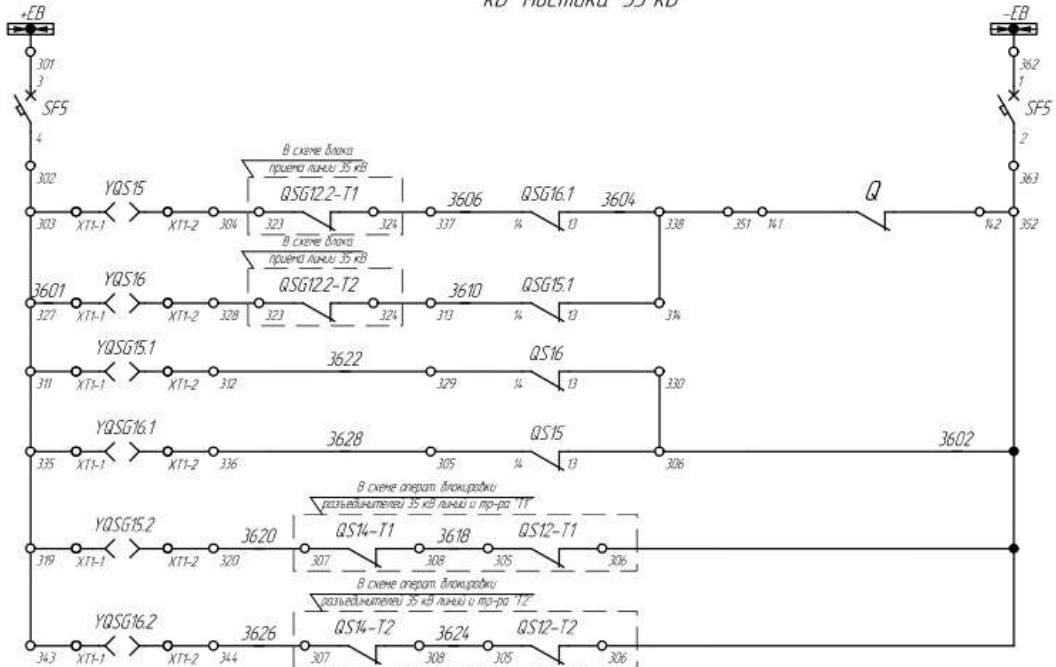 кВ "Мостика" 35 кВ
+ЕВ
-ЕВ
301
362
3
1
SF5
SF5
4
2
302
363
В схеме блока
приема линии 35 кВ
YQS15
QSG12.2-T1
3606
QSG16.1
3604
Q
303
XT1-1
XT1-2
304
323
324
337
14
13
338
351
141
142
352
В схеме блока
приема линии 35 кВ
3601
YQS16
QSG12.2-T2
3610
QSG15.1
327
XT1-1
XT1-2
328
323
324
313
14
13
314
YQSG15.1
3622
QS16
311
XT1-1
XT1-2
312
329
14
13
330
YQSG16.1
3628
QS15
3602
335
XT1-1
XT1-2
336
305
14
13
306
В схеме операт. блокировки
разъединителей 35 кВ линий и тр-ра "Т1"
YQSG15.2
3620
QS14-T1
3618
QS12-T1
319
XT1-1
XT1-2
320
307
308
305
306
В схеме операт. блокировки
разъединителей 35 кВ линий и тр-ра "Т2"
YQSG16.2
3626
QS14-T2
3624
QS12-T2
343
XT1-1
XT1-2
344
307
308
305
306